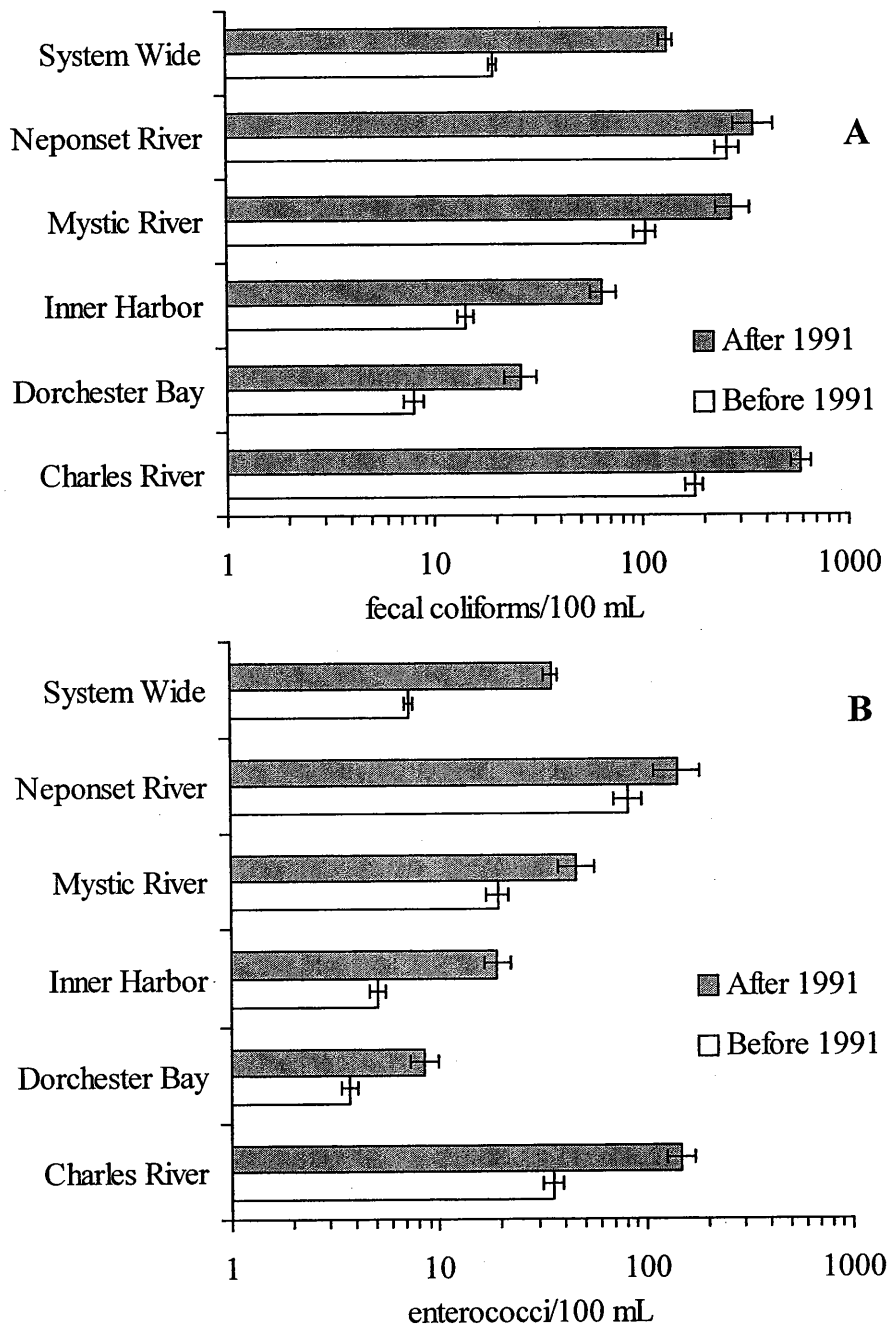 System Wide
Neponset River
A
Mystic River
Inner Harbor
After 1991
Dorchester Bay
Before 1991
Charles River
1 10 100 1000
fecal coliforms/100 mL
System Wide
B
Neponset River
Mystic River
Inner Harbor
After 1991
Before 1991
Dorchester Bay
Charles River
1 10 100 1000
enterococci/100 mL